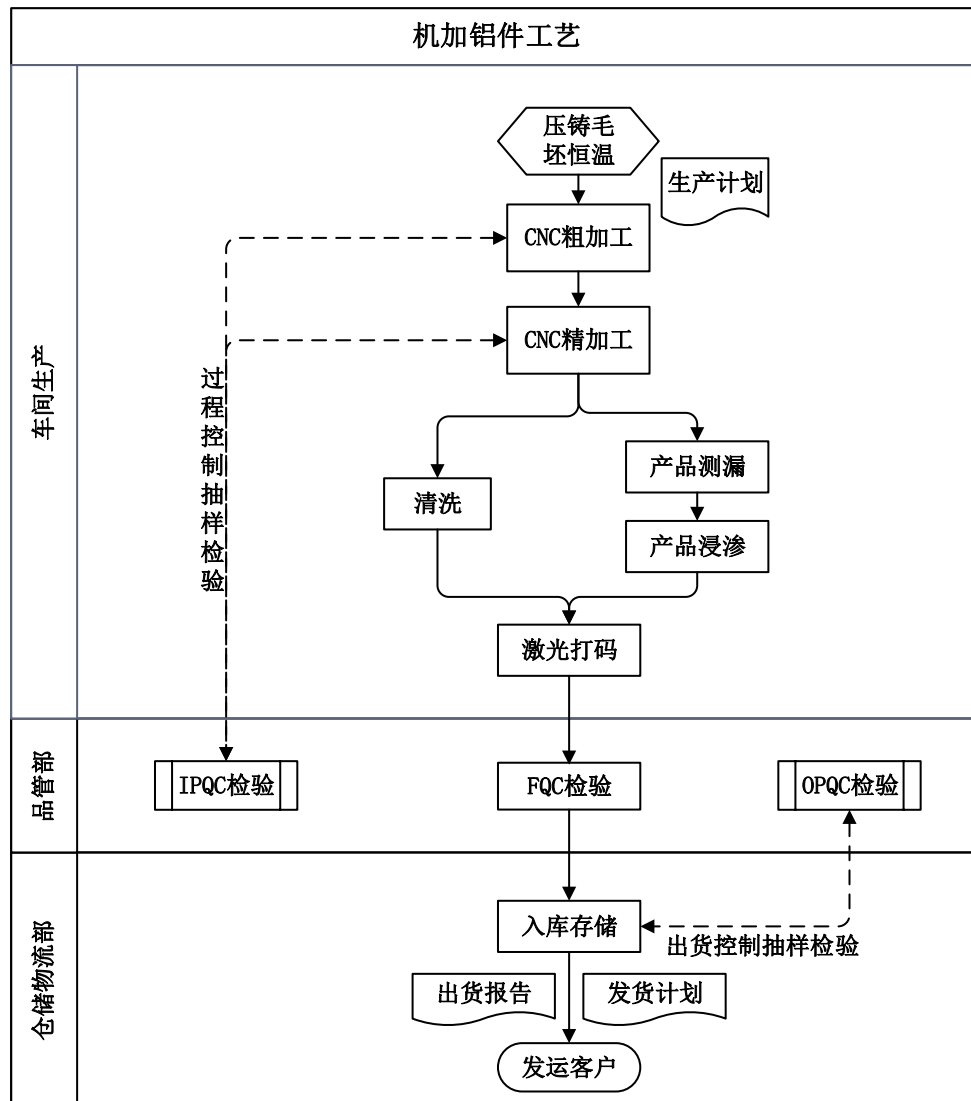 机加铝件工艺
车间生产
压铸毛
坯恒温
生产计划
CNC粗加工
CNC精加工
过程控制抽样检验
清洗
产品测漏
产品浸渗
激光打码
品管部
IPQC检验
FQC检验
OPQC检验
仓储物流部
入库存储
出货控制抽样检验
出货报告
发货计划
发运客户